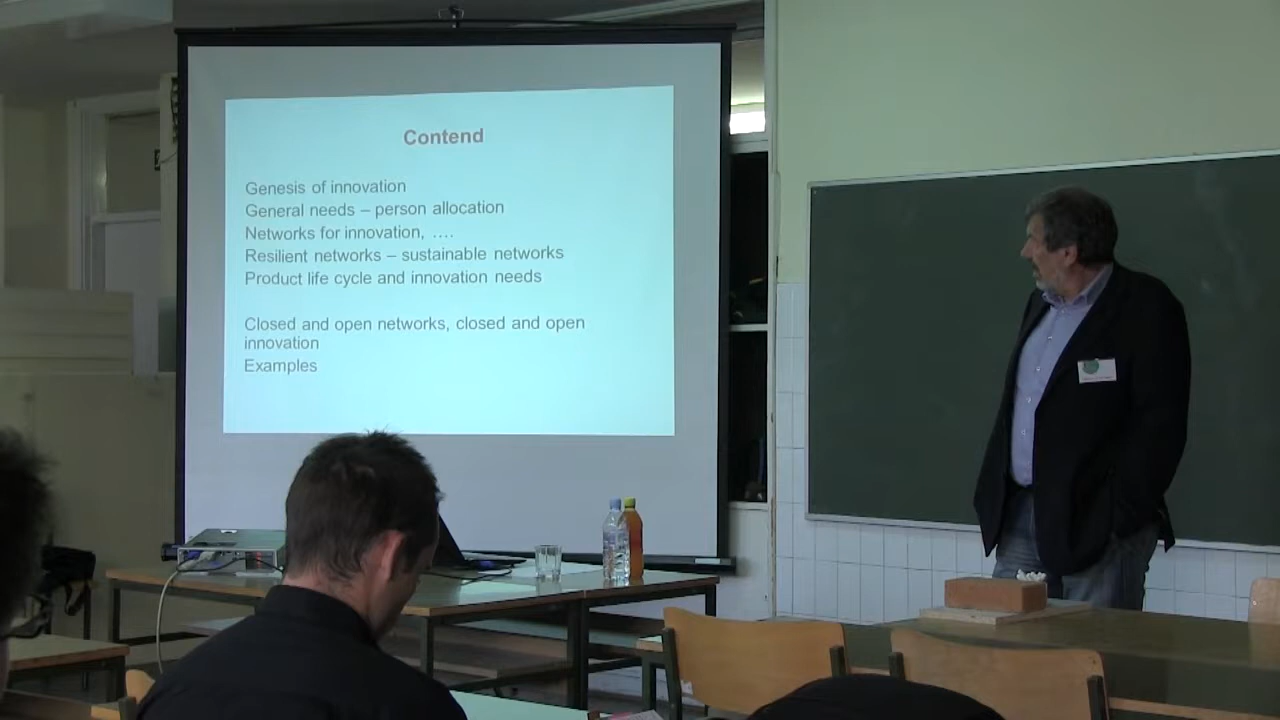 Contend
Genesis of innovation
General needs – person allocation
Networks for innovation, ….
Resilient networks – sustainable networks
Product life cycle and innovation needs
Closed and open networks, closed and open
innovation
Examples